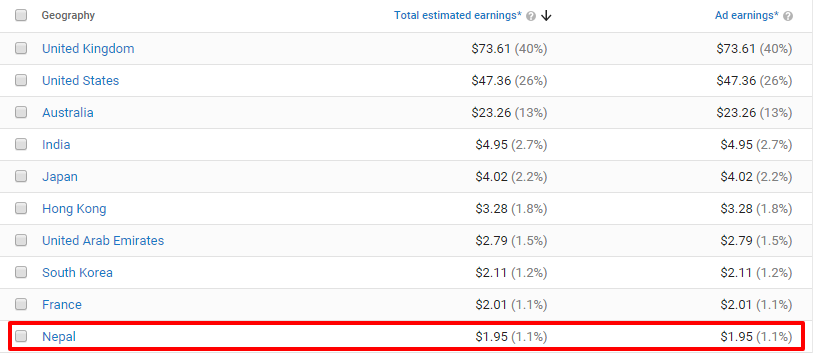 Geography Total estimated earnings* ? ↓ Ad earnings* ?
United Kingdom $73.61 (40%) $73.61 (40%)
United States $47.36 (26%) $47.36 (26%)
Australia $23.26 (13%) $23.26 (13%)
India $4.95 (2.7%) $4.95 (2.7%)
Japan $4.02 (2.2%) $4.02 (2.2%)
Hong Kong $3.28 (1.8%) $3.28 (1.8%)
United Arab Emirates $2.79 (1.5%) $2.79 (1.5%)
South Korea $2.11 (1.2%) $2.11 (1.2%)
France $2.01 (1.1%) $2.01 (1.1%)
Nepal $1.95 (1.1%) $1.95 (1.1%)